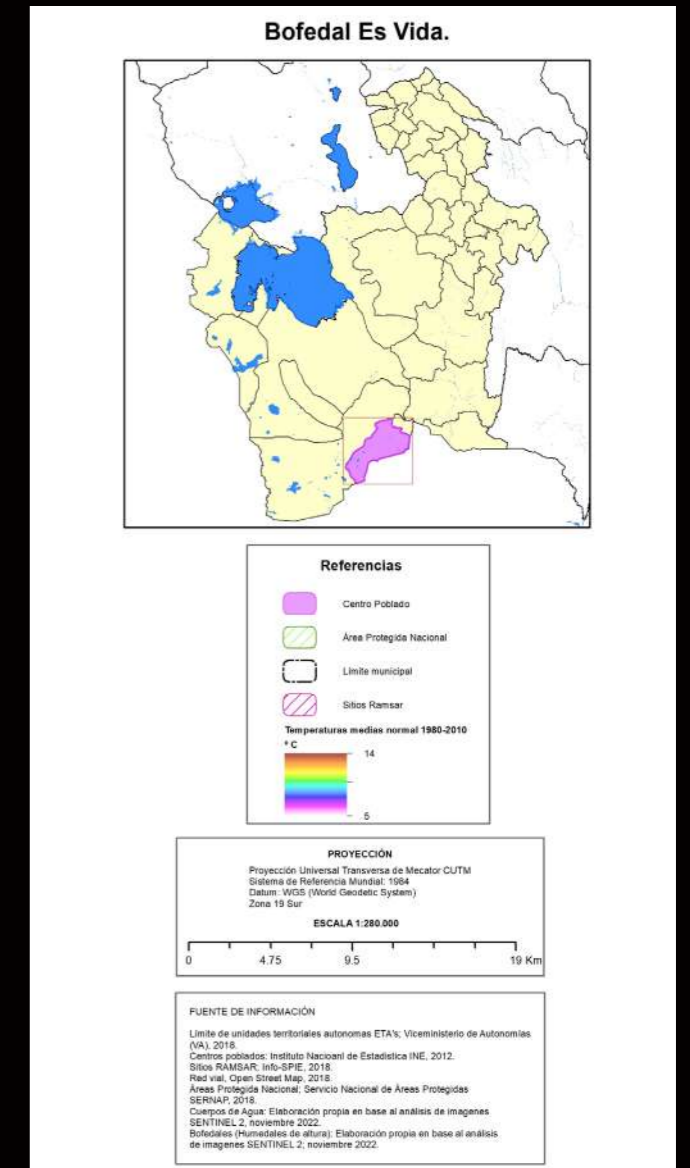 Bofedal Es Vida.
Referencias
Centro Poblado
Área Protegida Nacional
Límite municipal
Sitios Ramsar
Temperaturas medias normal 1980-2010
° C
14
5
PROYECCIÓN
Proyección Universal Transversa de Mecator CUTM
Sistema de Referencia Mundial: 1984
Datum: WGS (World Geodetic System)
Zona 19 Sur
ESCALA 1:280.000
0 4.75 9.5 19 Km
FUENTE DE INFORMACIÓN
Límite de unidades territoriales autonomas ETA's; Viceministerio de Autonomías
(VA), 2018.
Centros poblados: Instituto Nacioanl de Estadistica INE, 2012.
Sitios RAMSAR; Info-SPIE, 2018.
Red vial, Open Street Map, 2018.
Áreas Protegida Nacional; Servicio Nacional de Áreas Protegidas
SERNAP, 2018.
Cuerpos de Agua: Elaboración propia en base al análisis de imagenes
SENTINEL 2, noviembre 2022.
Bofedales (Humedales de altura): Elaboración propia en base al análisis
de imagenes SENTINEL 2; noviembre 2022.